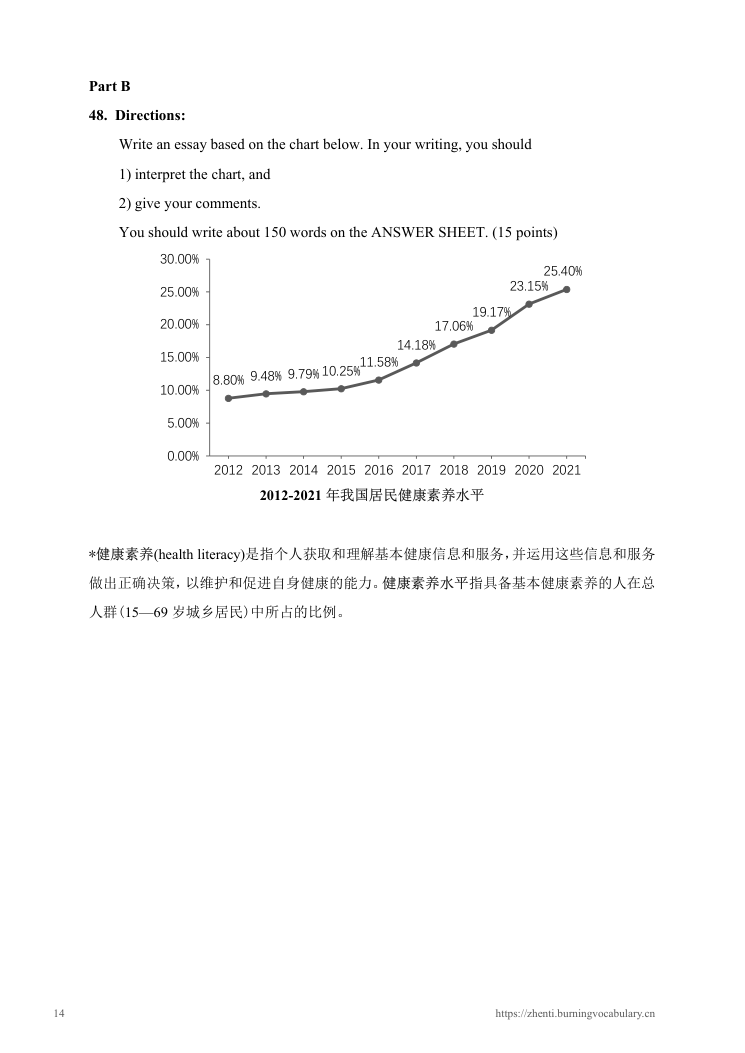 Part B
48. Directions:
Write an essay based on the chart below. In your writing, you should
1) interpret the chart, and
2) give your comments.
You should write about 150 words on the ANSWER SHEET. (15 points)
30.00%
25.00%
20.00%
15.00%
10.00%
5.00%
0.00%
8.80% 9.48% 9.79% 10.25% 11.58% 14.18% 17.06% 19.17% 23.15% 25.40%
2012 2013 2014 2015 2016 2017 2018 2019 2020 2021
2012-2021 年我国居民健康素养水平
*健康素养(health literacy)是指个人获取和理解基本健康信息和服务,并运用这些信息和服务
做出正确决策,以维护和促进自身健康的能力。健康素养水平指具备基本健康素养的人在总
人群(15—69 岁城乡居民)中所占的比例。
14
https://zhenti.burningvocabulary.cn